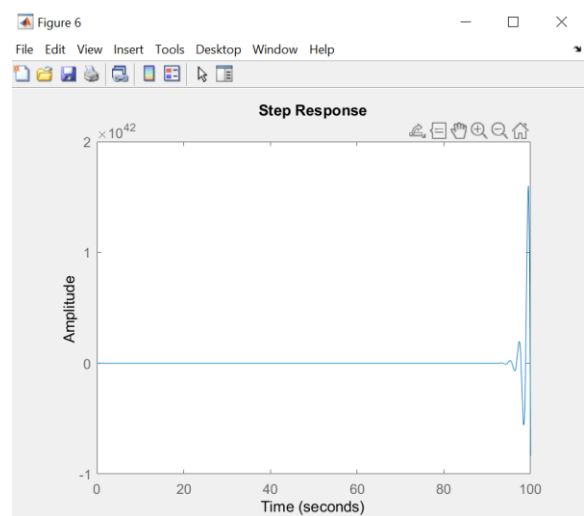 Figure 6
File Edit View Insert Tools Desktop Window Help
Step Response
×10^42
2
1
0
-1
Amplitude
0 20 40 60 80 100
Time (seconds)